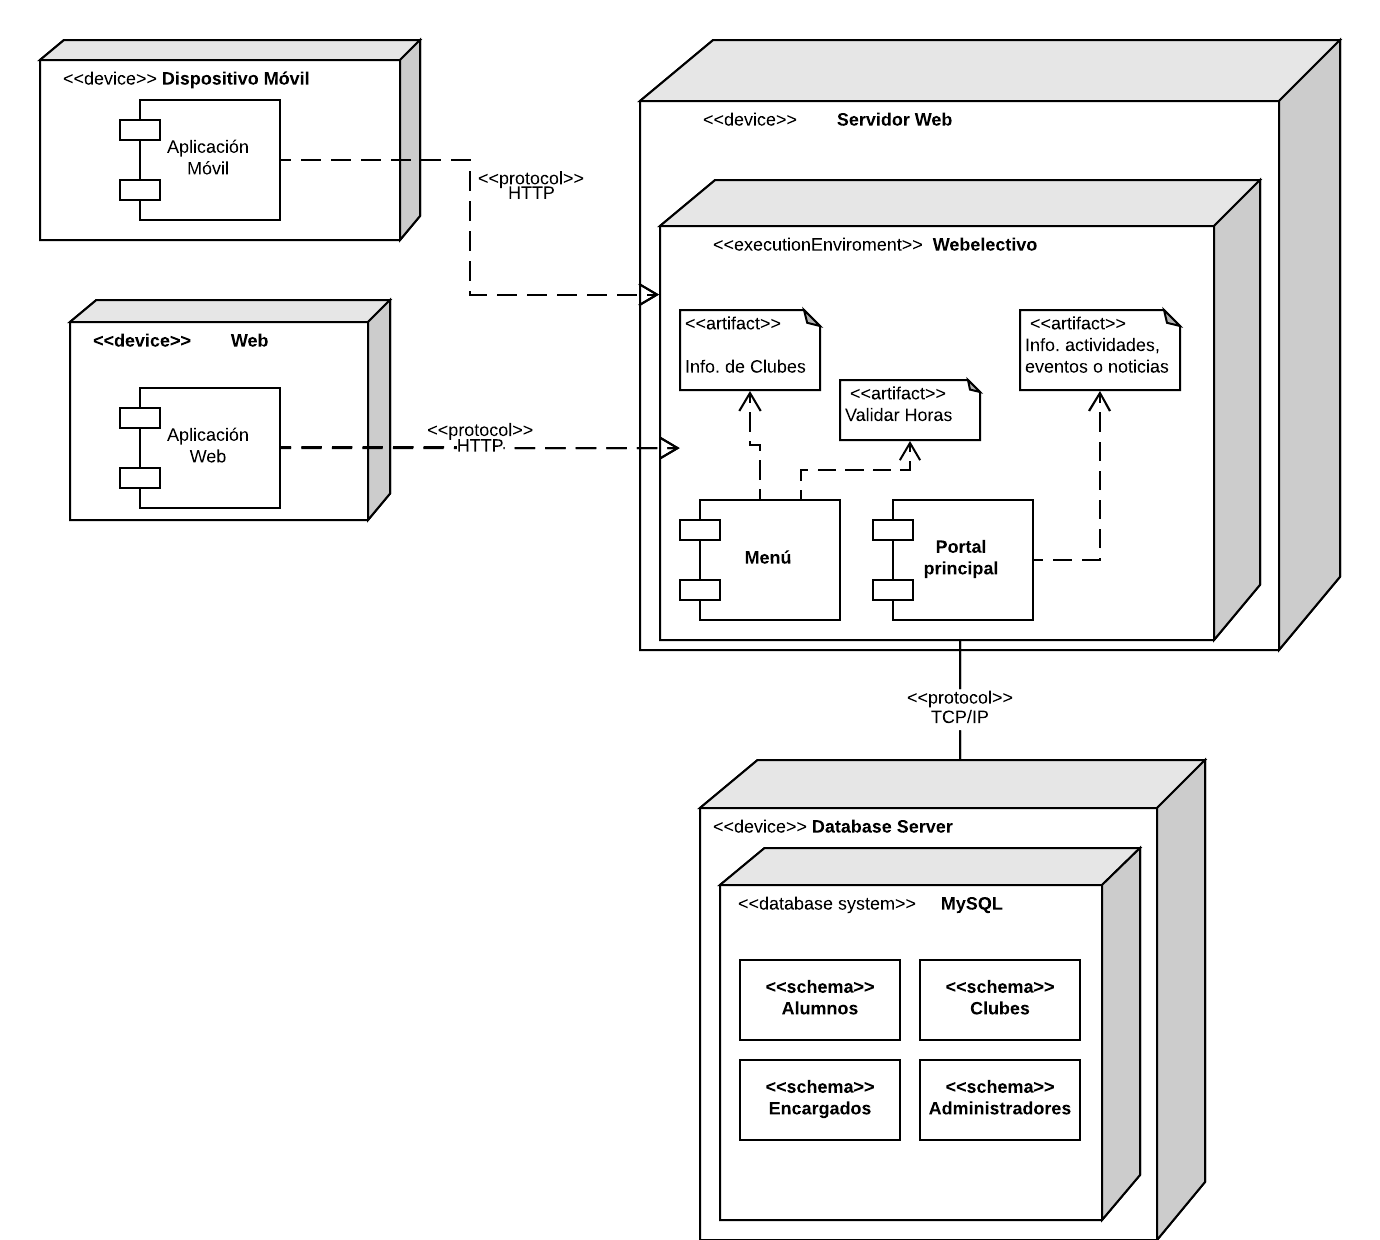 <<device>> Dispositivo Móvil
Aplicación
Móvil
<<protocol>>
HTTP
<<device>> Web
Aplicación
Web
<<protocol>>
HTTP
<<device>> Servidor Web
<<executionEnviroment>> Webelectivo
<<artifact>>
Info. de Clubes
<<artifact>>
Validar Horas
<<artifact>>
Info. actividades,
eventos o noticias
Menú
Portal
principal
<<protocol>>
TCP/IP
<<device>> Database Server
<<database system>> MySQL
<<schema>>
Alumnos
<<schema>>
Clubes
<<schema>>
Encargados
<<schema>>
Administradores